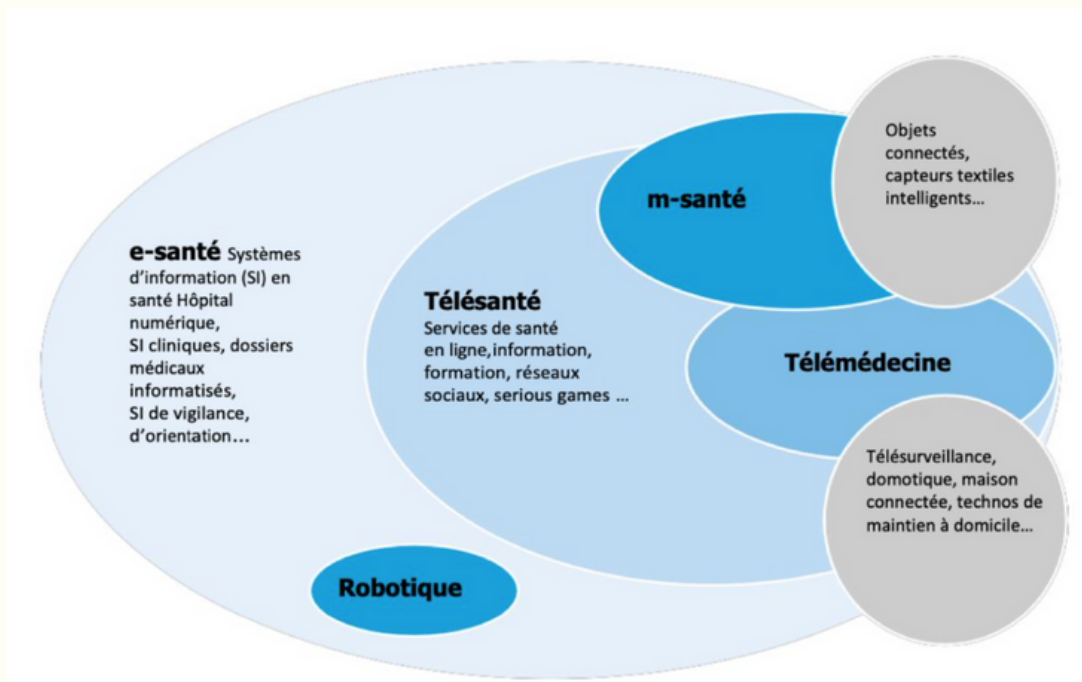 Objets
connectés,
capteurs textiles
intelligents…
m-santé
e-santé Systèmes
d'information (SI) en
santé Hôpital
numérique,
SI cliniques, dossiers
médicaux
informatisés,
SI de vigilance,
d'orientation…
Télésanté
Services de santé
en ligne,information,
formation, réseaux
sociaux, serious games …
Télémédecine
Télésurveillance,
domotique, maison
connectée, technos de
maintien à domicile…
Robotique